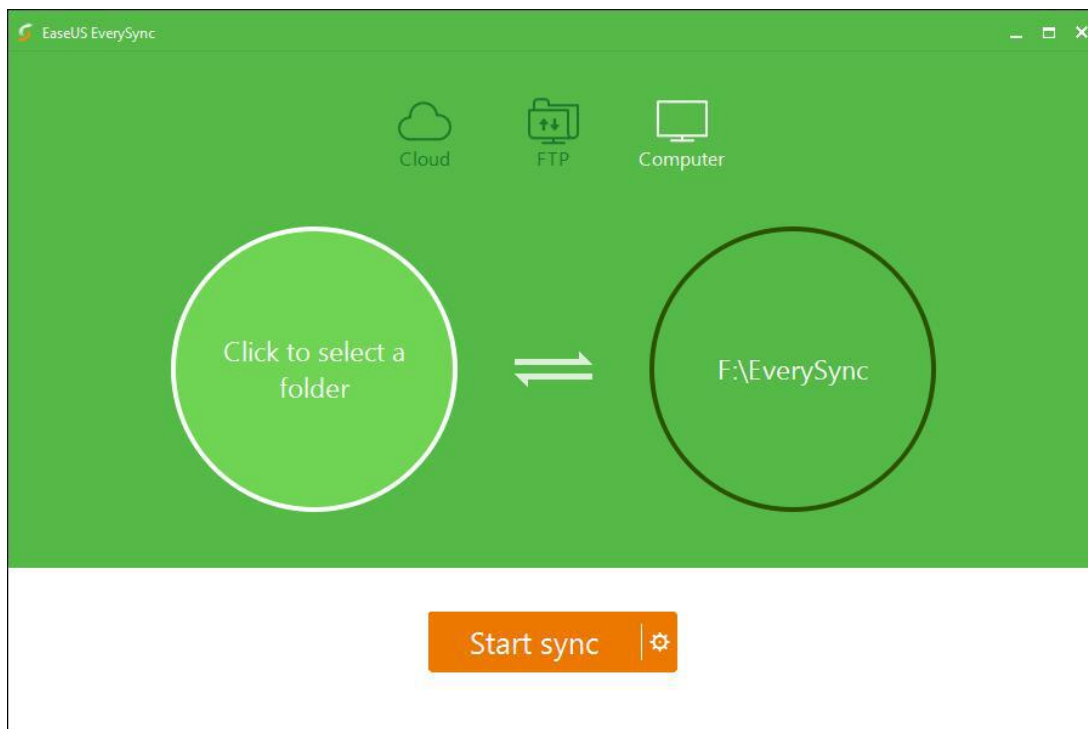 EaseUS EverySync
Cloud
FTP
Computer
Click to select a
folder
F:\EverySync
Start sync